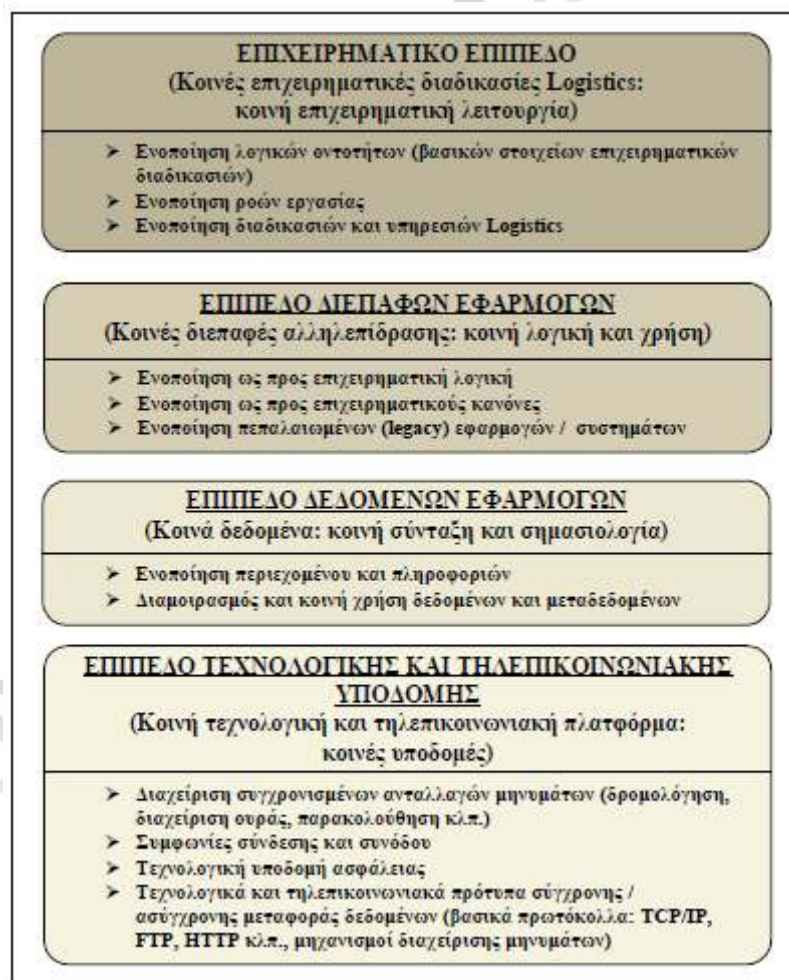 ΕΠΙΧΕΙΡΗΜΑΤΙΚΟ ΕΠΙΠΕΔΟ
(Κοινές επιχειρηματικές διαδικασίες Logistics:
κοινή επιχειρηματική λειτουργία)
➢ Ενοποίηση λογικών οντοτήτων (βασικών στοιχείων επιχειρηματικών
διαδικασιών)
➢ Ενοποίηση ροών εργασίας
➢ Ενοποίηση διαδικασιών και υπηρεσιών Logistics
ΕΠΙΠΕΔΟ ΔΙΕΠΑΦΩΝ ΕΦΑΡΜΟΓΩΝ
(Κοινές διεπαφές αλληλεπίδρασης: κοινή λογική και χρήση)
➢ Ενοποίηση ως προς επιχειρηματική λογική
➢ Ενοποίηση ως προς επιχειρηματικούς κανόνες
➢ Ενοποίηση πεπαλαιωμένων (legacy) εφαρμογών / συστημάτων
ΕΠΙΠΕΔΟ ΔΕΔΟΜΕΝΩΝ ΕΦΑΡΜΟΓΩΝ
(Κοινά δεδομένα: κοινή σύνταξη και σημασιολογία)
➢ Ενοποίηση περιεχομένου και πληροφοριών
➢ Διαμοιρασμός και κοινή χρήση δεδομένων και μεταδεδομένων
ΕΠΙΠΕΔΟ ΤΕΧΝΟΛΟΓΙΚΗΣ ΚΑΙ ΤΗΛΕΠΙΚΟΙΝΩΝΙΑΚΗΣ
ΥΠΟΔΟΜΗΣ
(Κοινή τεχνολογική και τηλεπικοινωνιακή πλατφόρμα:
κοινές υποδομές)
➢ Διαχείριση συγχρονισμένων ανταλλαγών μηνυμάτων (δρομολόγηση,
διαχείριση ουράς, παρακολούθηση κλπ.)
➢ Συμφωνίες σύνδεσης και συνόδου
➢ Τεχνολογική υποδομή ασφάλειας
➢ Τεχνολογικά και τηλεπικοινωνιακά πρότυπα σύγχρονης /
ασύγχρονης μεταφοράς δεδομένων (βασικά πρωτόκολλα: TCP/IP,
FTP, HTTP κλπ., μηχανισμοί διαχείρισης μηνυμάτων)